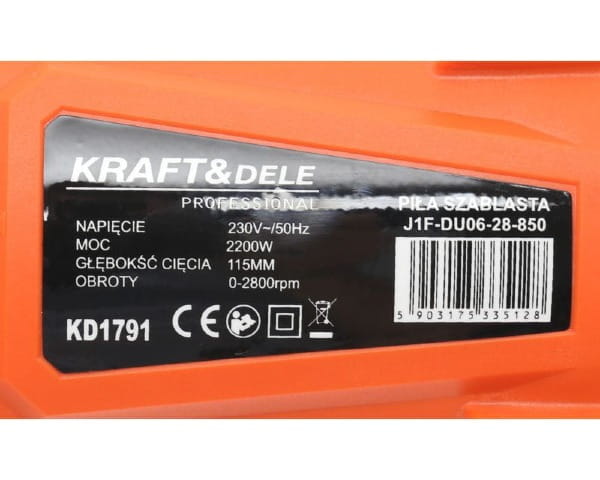 KRAFT&DELE
PROFESSIONAL
PIŁA SZABLASTA
J1F-DU06-28-850
NAPIĘCIE 230V~/50Hz
MOC 2200W
GŁĘBOKŚĆ CIĘCIA 115MM
OBROTY 0-2800rpm
KD1791 CE
5 903175 335128